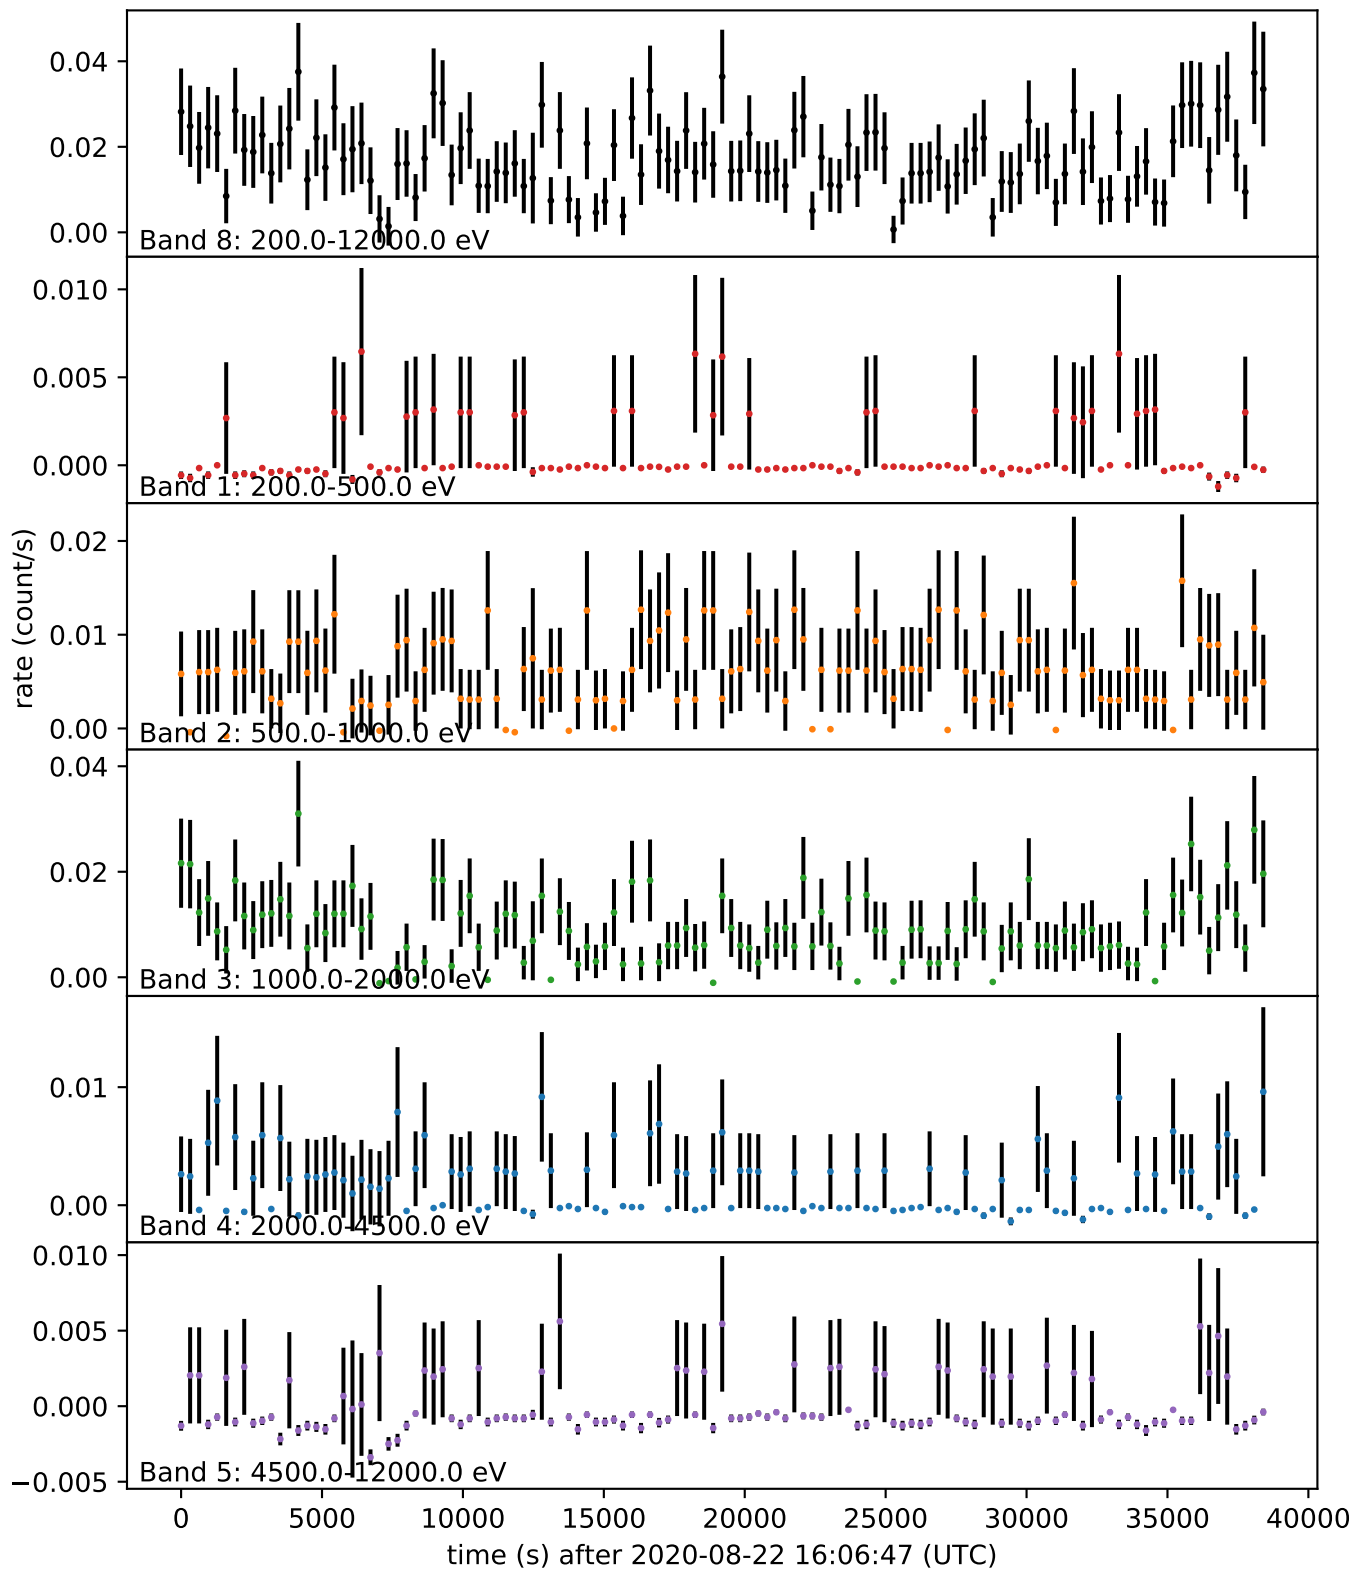 0.04
0.02
0.00
Band 8: 200.0-12000.0 eV
0.010
0.005
0.000
Band 1: 200.0-500.0 eV
rate (count/s)
0.02
0.01
0.00
Band 2: 500.0-1000.0 eV
0.04
0.02
0.00
Band 3: 1000.0-2000.0 eV
0.01
0.00
Band 4: 2000.0-4500.0 eV
0.010
0.005
0.000
−0.005
Band 5: 4500.0-12000.0 eV
0 5000 10000 15000 20000 25000 30000 35000 40000
time (s) after 2020-08-22 16:06:47 (UTC)